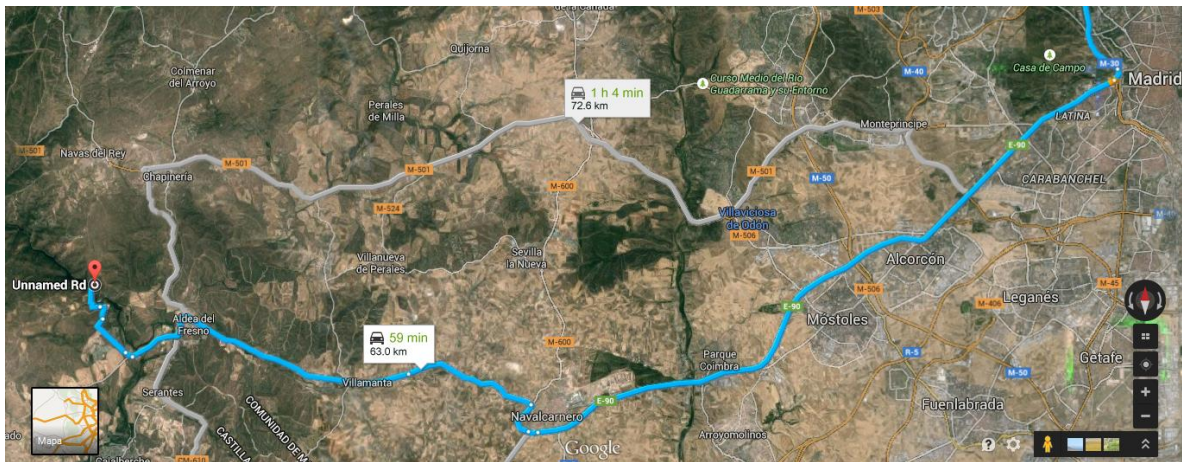 M-503
Quijorna
Colmenar
del Arroyo
M-30
M-40
Casa de Campo
Madrid
Curso Medio del Río
Guadarrama y su Entorno
1 h 4 min
72.6 km
Perales
de Milla
LATINA
Monteprincipe
E-90
M-501
Navas del Rey
M-501
M-501
M-501
Chapinería
M-50
CARABANCHEL
M-600
M-524
Villaviciosa
de Odón
M-506
Sevilla
la Nueva
Villanueva
de Perales
Alcorcón
Unnamed Rd
M-506
M-45
Leganés
M-406
E-90
Móstoles
Aldea del
Fresno
59 min
63.0 km
M-600
R-5
Getafe
Parque
Coimbra
M-50
Villamanta
Serantes
E-90
Fuenlabrada
Navalcarnero
COMUNIDAD DE M
CASTILL
Arroyomolinos
Mapa
Google
CM-610